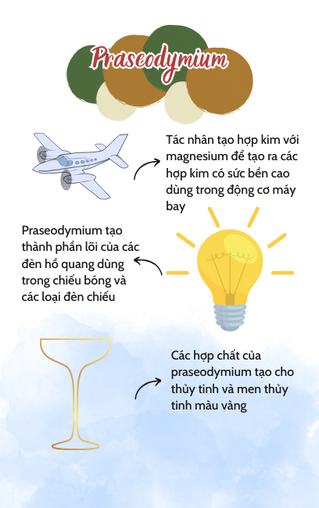 Praseodymium
Tác nhân tạo hợp kim với
magnesium để tạo ra các
hợp kim có sức bền cao
dùng trong động cơ máy
bay
Praseodymium tạo
thành phần lõi của các
đèn hồ quang dùng
trong chiếu bóng và
các loại đèn chiếu
Các hợp chất của
praseodymium tạo cho
thủy tinh và men thủy
tinh màu vàng